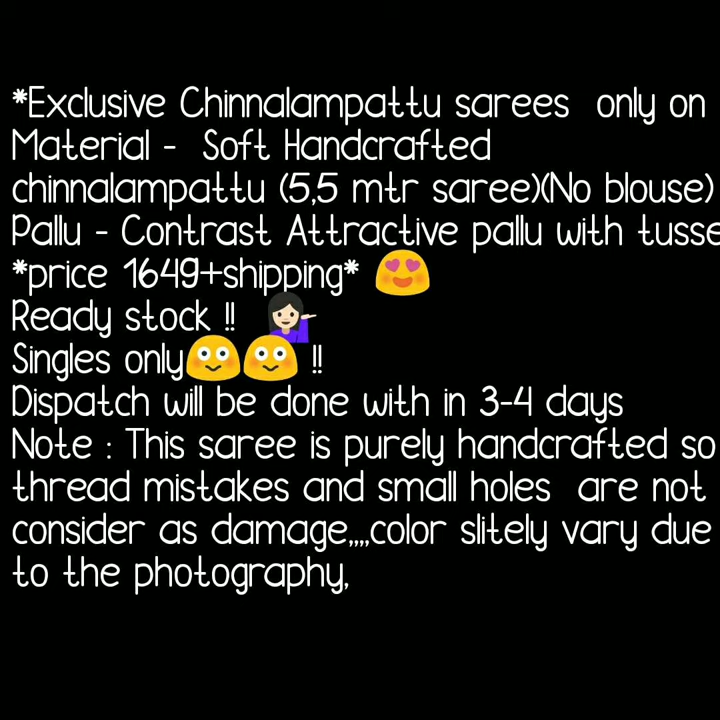 *Exclusive Chinnalampattu sarees only on
Material - Soft Handcrafted
chinnalampattu (5,5 mtr saree)(No blouse)
Pallu - Contrast Attractive pallu with tusse
*price 1649+shipping* 😍
Ready stock !! 💁🏻‍♀️
Singles only🙄🙄 !!
Dispatch will be done with in 3-4 days
Note : This saree is purely handcrafted so
thread mistakes and small holes are not
consider as damage,,,,color slitely vary due
to the photography,